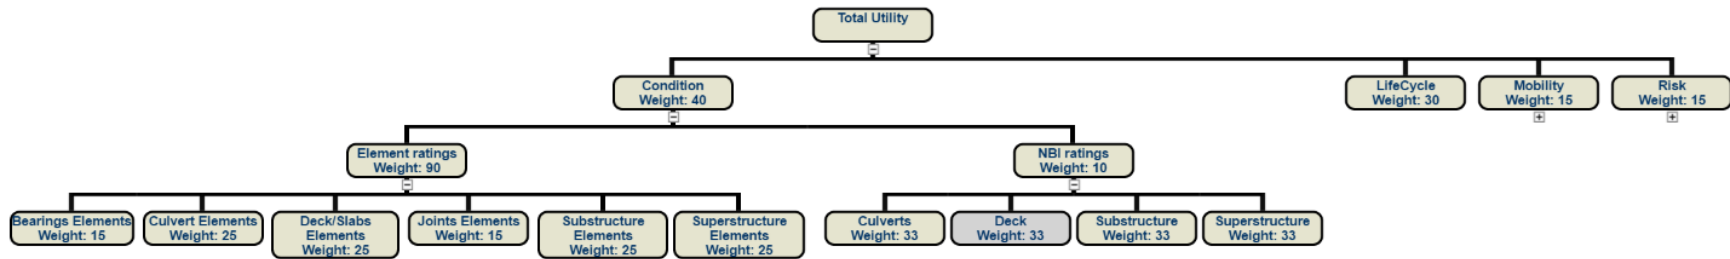 Total Utility
Condition
Weight: 40
LifeCycle
Weight: 30
Mobility
Weight: 15
Risk
Weight: 15
Element ratings
Weight: 90
NBI ratings
Weight: 10
Bearings Elements
Weight: 15
Culvert Elements
Weight: 25
Deck/Slabs
Elements
Weight: 25
Joints Elements
Weight: 15
Substructure
Elements
Weight: 25
Superstructure
Elements
Weight: 25
Culverts
Weight: 33
Deck
Weight: 33
Substructure
Weight: 33
Superstructure
Weight: 33